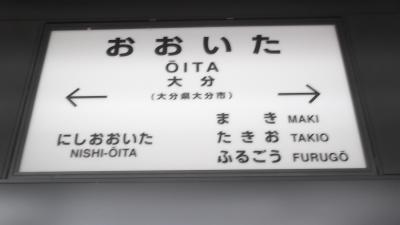 おおいた
ŌITA
大分
(大分県大分市)
← →
にしおおいた
NISHI-ŌITA
まき MAKI
たきお TAKIO
ふるごう FURUGŌ